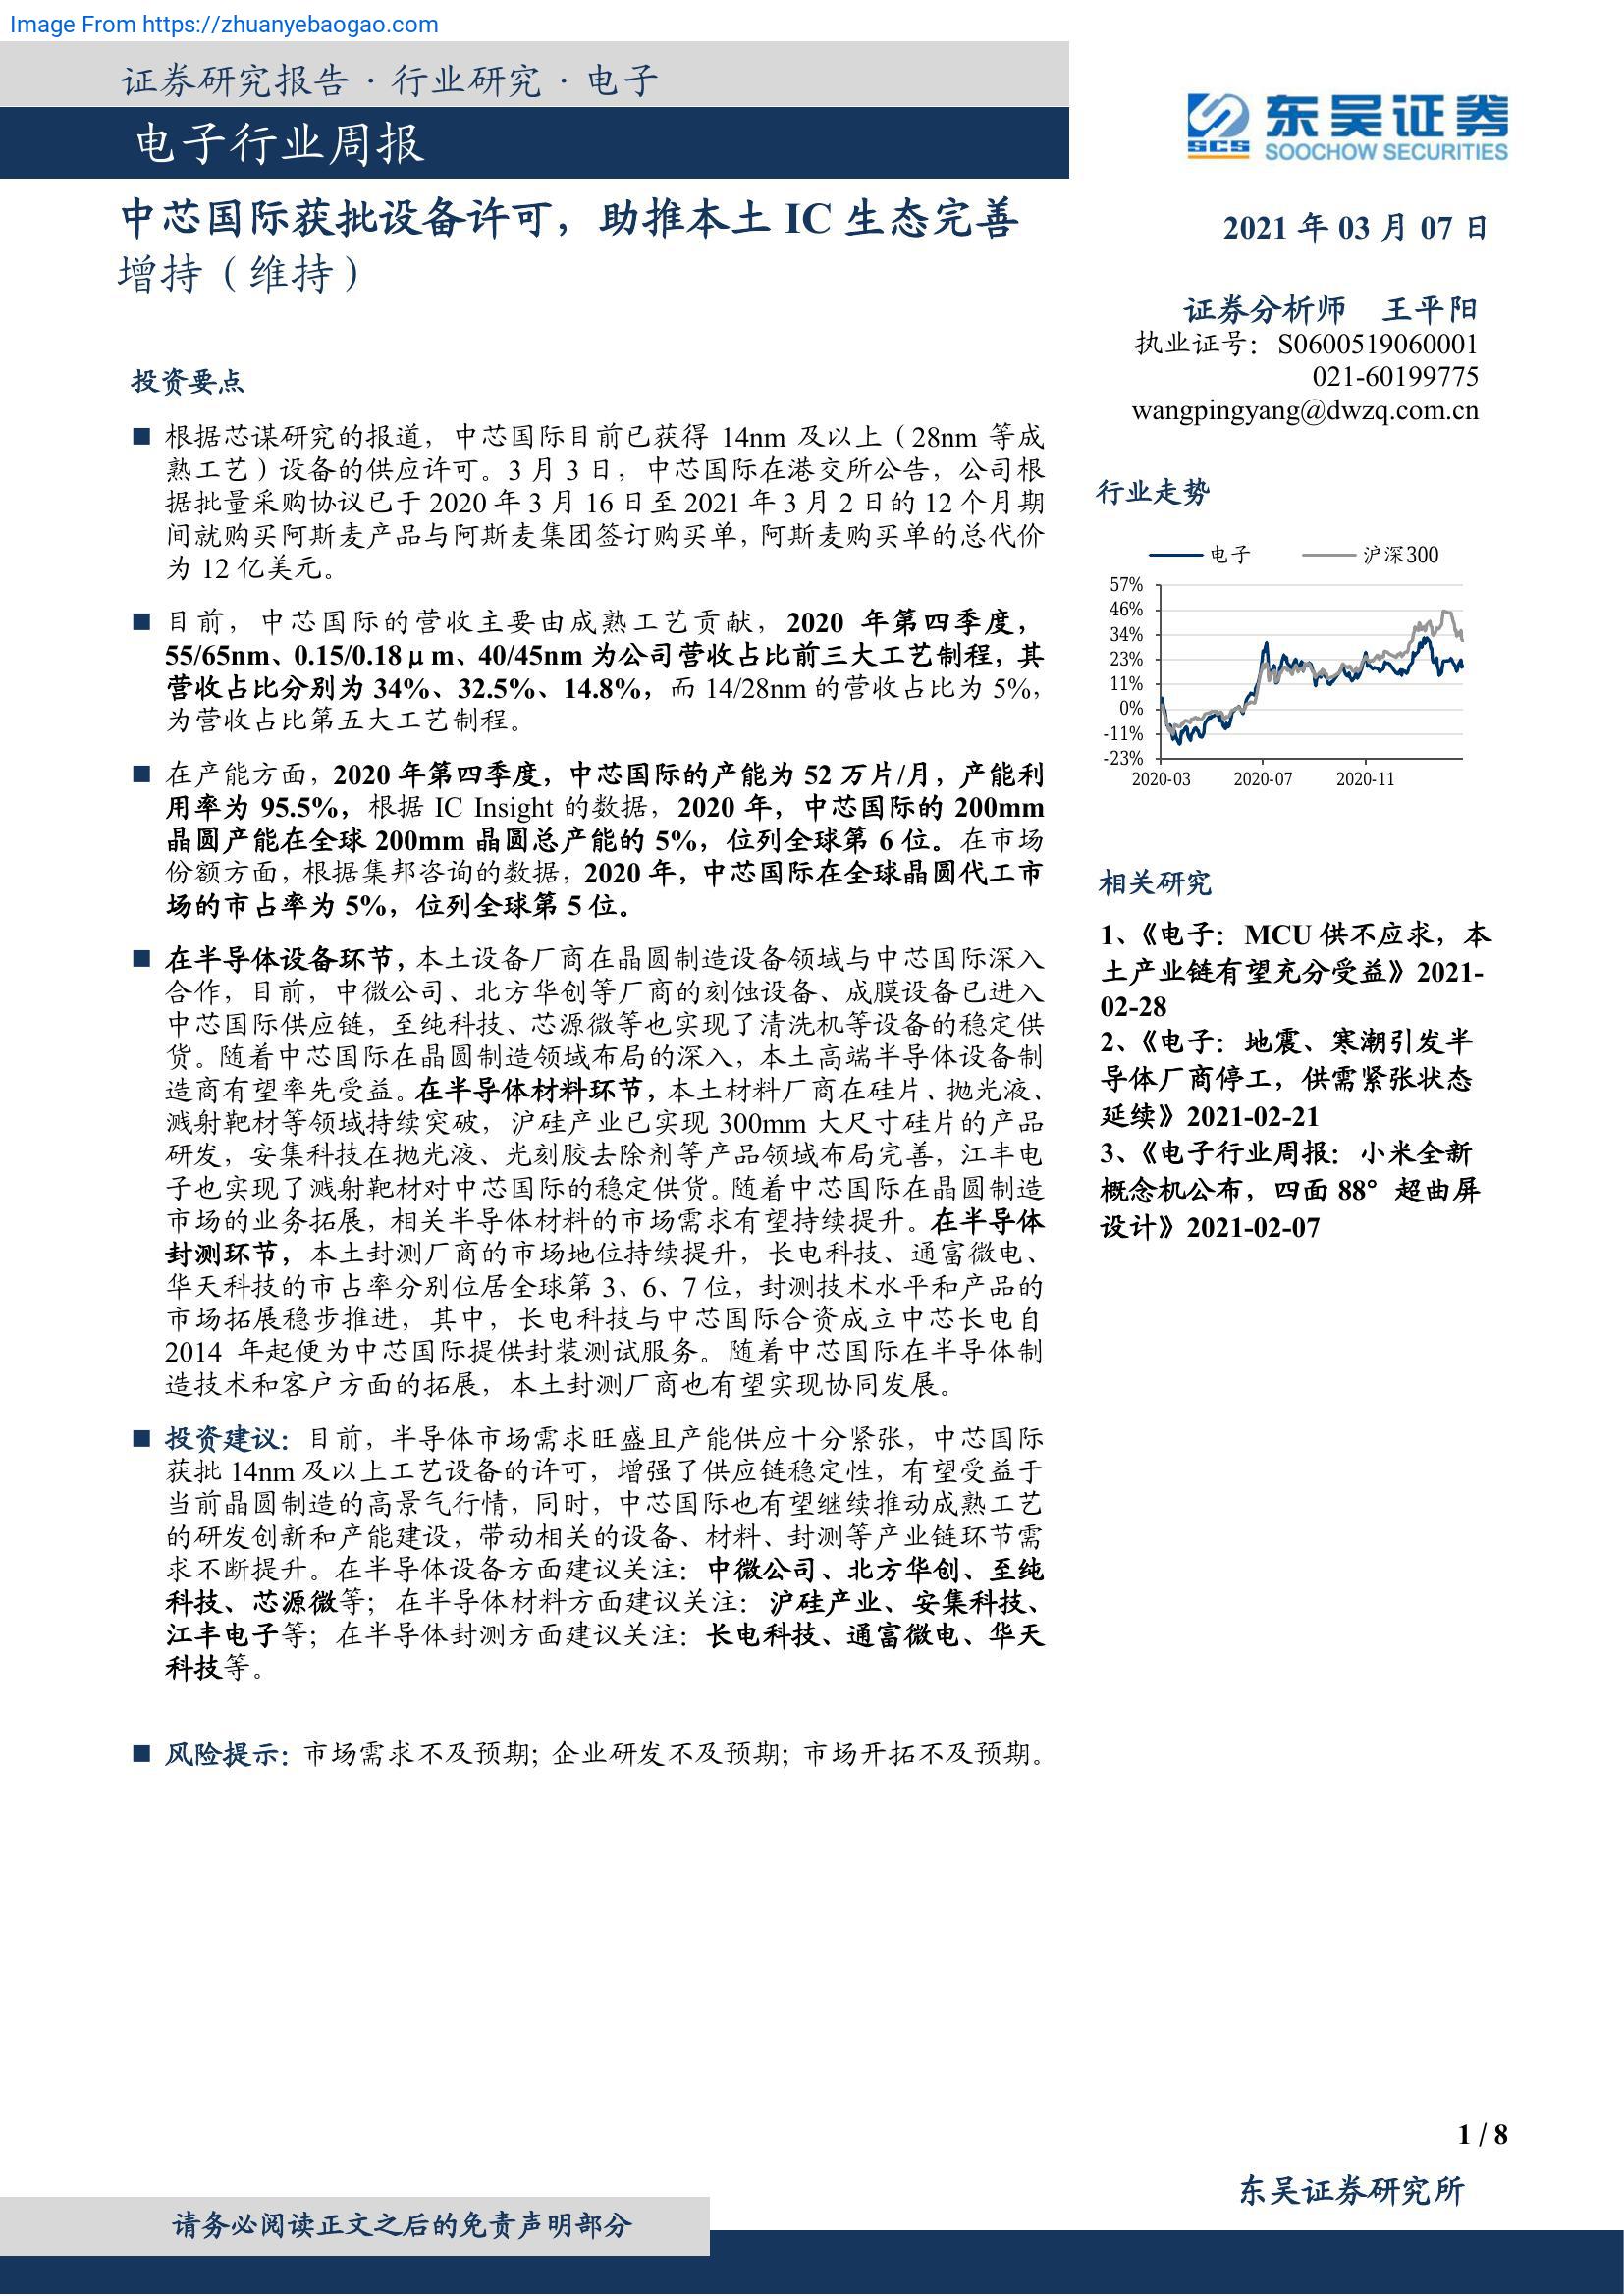 Image From https://zhuanyebaogao.com
证券研究报告·行业研究·电子
电子行业周报
东吴证券
SCS SOOCHOW SECURITIES
中芯国际获批设备许可，助推本土 IC 生态完善
增持（维持）
2021 年 03 月 07 日
证券分析师 王平阳
执业证号：S0600519060001
021-60199775
wangpingyang@dwzq.com.cn
投资要点
■ 根据芯谋研究的报道，中芯国际目前已获得 14nm 及以上（28nm 等成
熟工艺）设备的供应许可。3 月 3 日，中芯国际在港交所公告，公司根
据批量采购协议已于 2020 年 3 月 16 日至 2021 年 3 月 2 日的 12 个月期
间就购买阿斯麦产品与阿斯麦集团签订购买单，阿斯麦购买单的总代价
为 12 亿美元。
■ 目前，中芯国际的营收主要由成熟工艺贡献，2020 年第四季度，
55/65nm、0.15/0.18μm、40/45nm 为公司营收占比前三大工艺制程，其
营收占比分别为 34%、32.5%、14.8%，而 14/28nm 的营收占比为 5%，
为营收占比第五大工艺制程。
■ 在产能方面，2020 年第四季度，中芯国际的产能为 52 万片/月，产能利
用率为 95.5%，根据 IC Insight 的数据，2020 年，中芯国际的 200mm
晶圆产能在全球 200mm 晶圆总产能的 5%，位列全球第 6 位。在市场
份额方面，根据集邦咨询的数据，2020 年，中芯国际在全球晶圆代工市
场的市占率为 5%，位列全球第 5 位。
■ 在半导体设备环节，本土设备厂商在晶圆制造设备领域与中芯国际深入
合作，目前，中微公司、北方华创等厂商的刻蚀设备、成膜设备已进入
中芯国际供应链，至纯科技、芯源微等也实现了清洗机等设备的稳定供
货。随着中芯国际在晶圆制造领域布局的深入，本土高端半导体设备制
造商有望率先受益。在半导体材料环节，本土材料厂商在硅片、抛光液、
溅射靶材等领域持续突破，沪硅产业已实现 300mm 大尺寸硅片的产品
研发，安集科技在抛光液、光刻胶去除剂等产品领域布局完善，江丰电
子也实现了溅射靶材对中芯国际的稳定供货。随着中芯国际在晶圆制造
市场的业务拓展，相关半导体材料的市场需求有望持续提升。在半导体
封测环节，本土封测厂商的市场地位持续提升，长电科技、通富微电、
华天科技的市占率分别位居全球第 3、6、7 位，封测技术水平和产品的
市场拓展稳步推进，其中，长电科技与中芯国际合资成立中芯长电自
2014 年起便为中芯国际提供封装测试服务。随着中芯国际在半导体制
造技术和客户方面的拓展，本土封测厂商也有望实现协同发展。
■ 投资建议：目前，半导体市场需求旺盛且产能供应十分紧张，中芯国际
获批 14nm 及以上工艺设备的许可，增强了供应链稳定性，有望受益于
当前晶圆制造的高景气行情，同时，中芯国际也有望继续推动成熟工艺
的研发创新和产能建设，带动相关的设备、材料、封测等产业链环节需
求不断提升。在半导体设备方面建议关注：中微公司、北方华创、至纯
科技、芯源微等；在半导体材料方面建议关注：沪硅产业、安集科技、
江丰电子等；在半导体封测方面建议关注：长电科技、通富微电、华天
科技等。
■ 风险提示：市场需求不及预期；企业研发不及预期；市场开拓不及预期。
行业走势
电子 沪深300
57%
46%
34%
23%
11%
0%
-11%
-23%
2020-03 2020-07 2020-11
相关研究
1、《电子：MCU 供不应求，本
土产业链有望充分受益》2021-
02-28
2、《电子：地震、寒潮引发半
导体厂商停工，供需紧张状态
延续》2021-02-21
3、《电子行业周报：小米全新
概念机公布，四面 88°超曲屏
设计》2021-02-07
1 / 8
东吴证券研究所
请务必阅读正文之后的免责声明部分